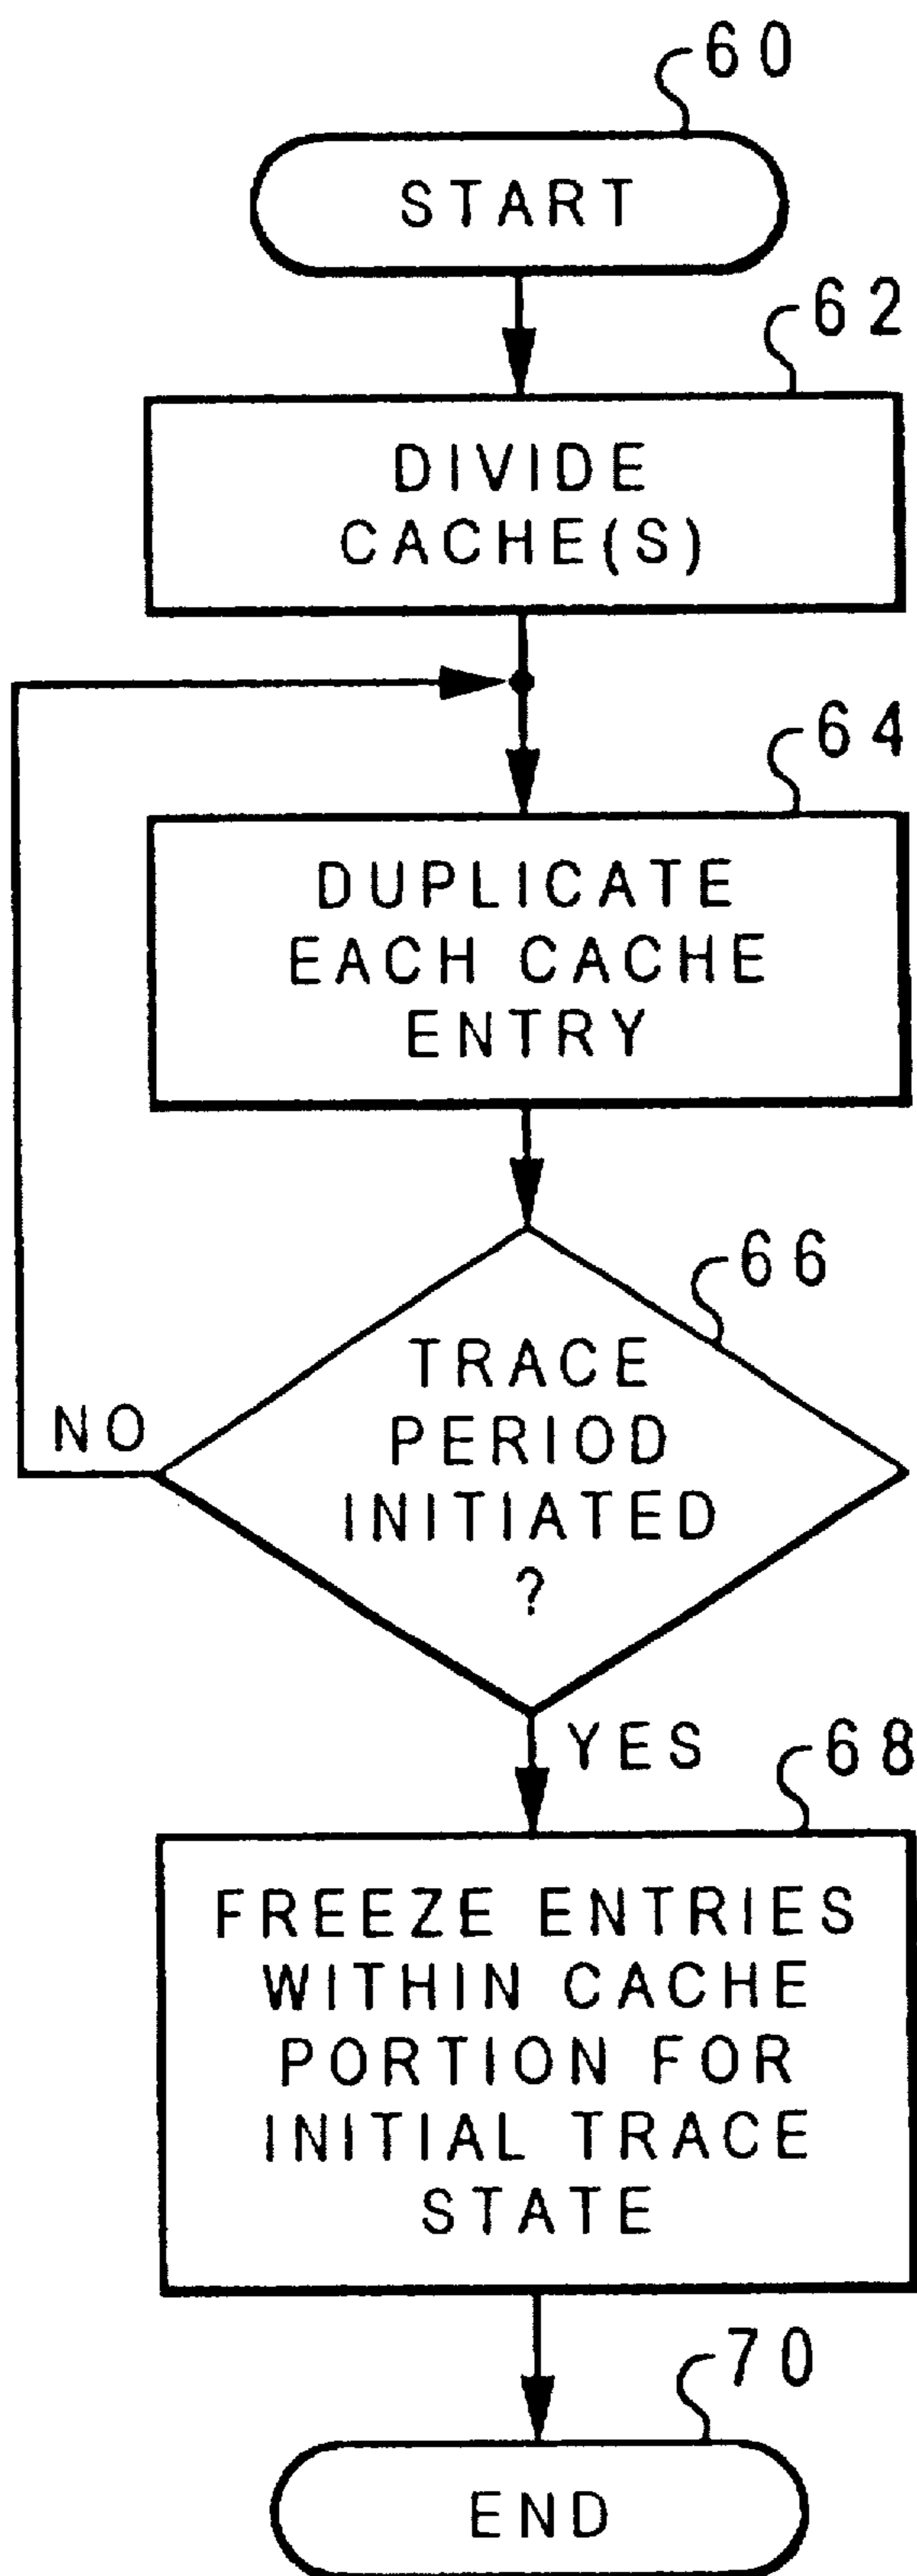 60
START
62
DIVIDE
CACHE(S)
64
DUPLICATE
EACH CACHE
ENTRY
66
TRACE
PERIOD
INITIATED
?
NO
YES
68
FREEZE ENTRIES
WITHIN CACHE
PORTION FOR
INITIAL TRACE
STATE
70
END